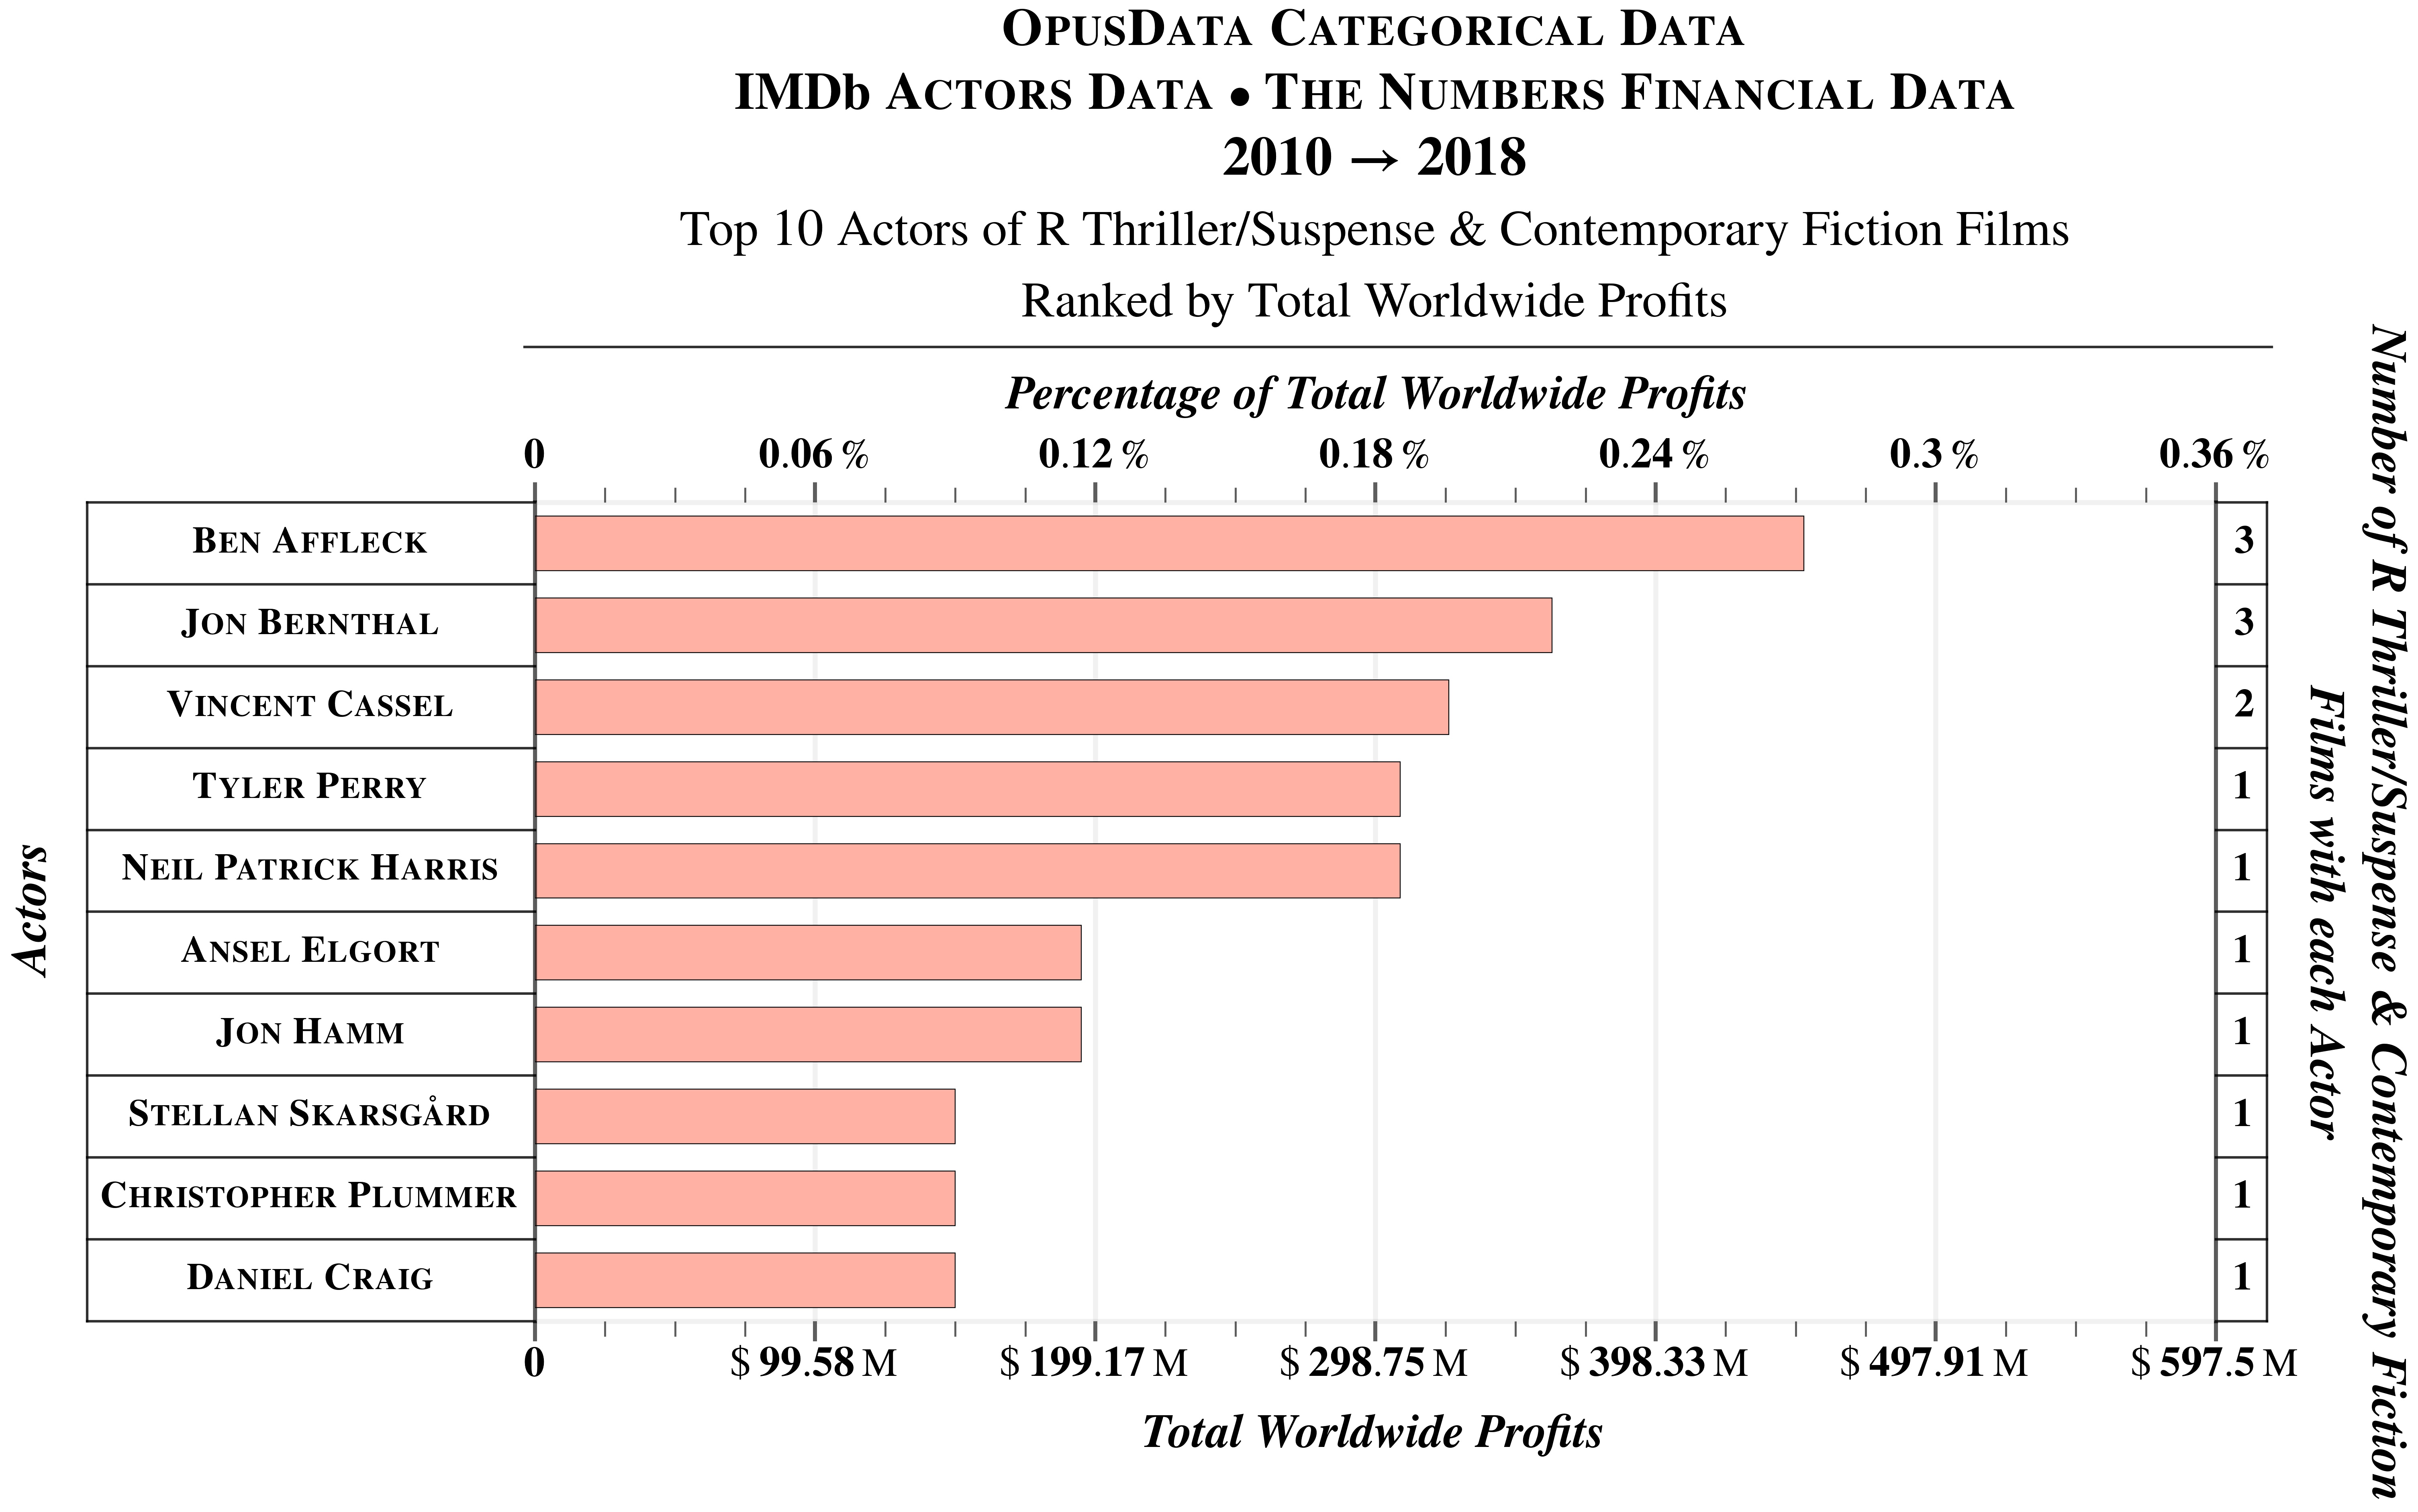 OpusData Categorical Data
IMDb Actors Data • The Numbers Financial Data
2010 → 2018
Top 10 Actors of R Thriller/Suspense & Contemporary Fiction Films
Ranked by Total Worldwide Profits
Percentage of Total Worldwide Profits
0 0.06 % 0.12 % 0.18 % 0.24 % 0.3 % 0.36 %
Actors
Ben Affleck 3
Jon Bernthal 3
Vincent Cassel 2
Tyler Perry 1
Neil Patrick Harris 1
Ansel Elgort 1
Jon Hamm 1
Stellan Skarsgård 1
Christopher Plummer 1
Daniel Craig 1
Number of R Thriller/Suspense & Contemporary Fiction
Films with each Actor
0 $ 99.58 M $ 199.17 M $ 298.75 M $ 398.33 M $ 497.91 M $ 597.5 M
Total Worldwide Profits